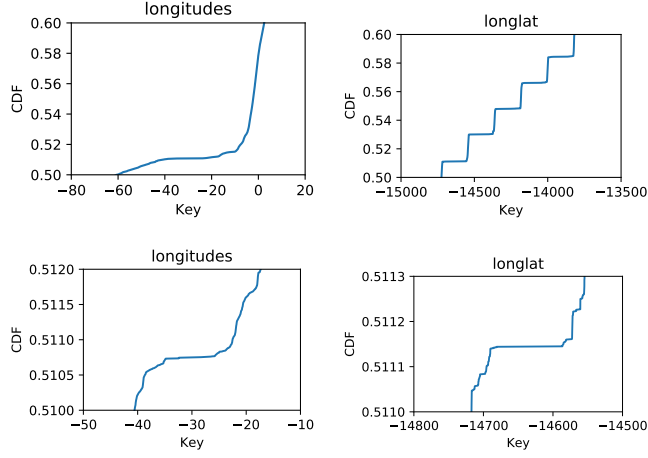 longitudes
0.60
0.58
0.56
0.54
0.52
0.50
CDF
−80 −60 −40 −20 0 20
Key
longlat
0.60
0.58
0.56
0.54
0.52
0.50
CDF
−15000 −14500 −14000 −13500
Key
longitudes
0.5120
0.5115
0.5110
0.5105
0.5100
CDF
−50 −40 −30 −20 −10
Key
longlat
0.5113
0.5112
0.5111
0.5110
CDF
−14800 −14700 −14600 −14500
Key